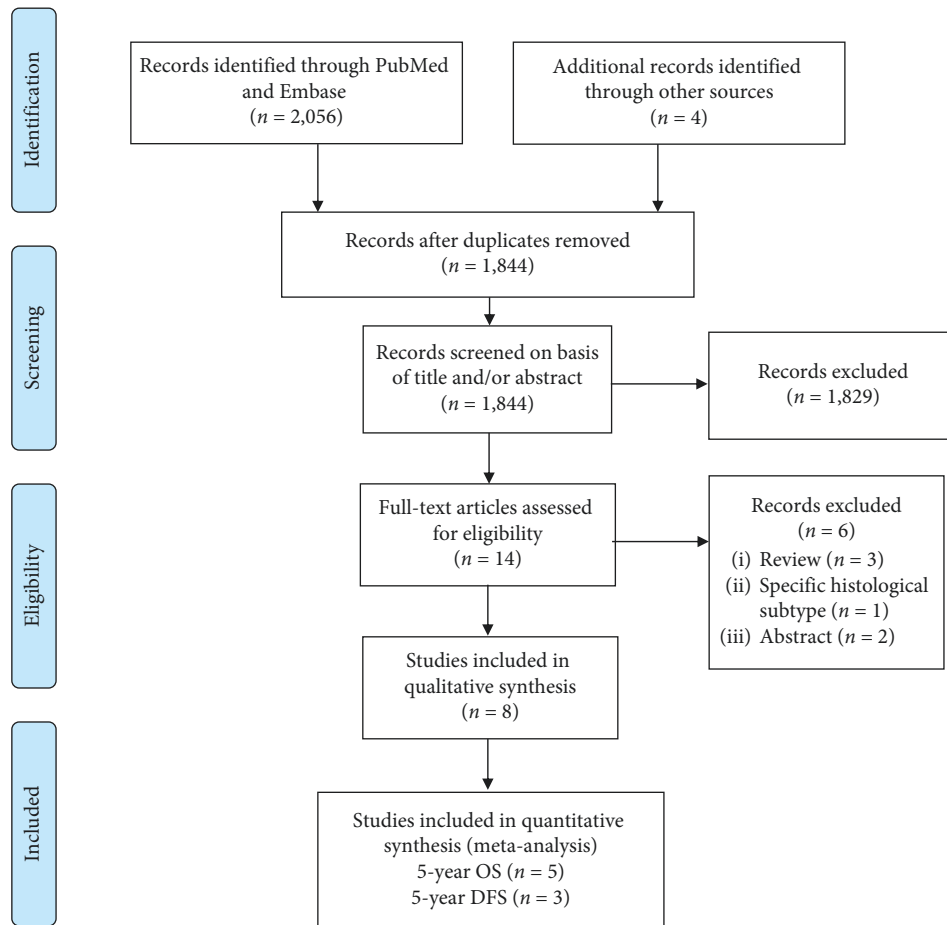 Identification
Records identified through PubMed
and Embase
(n = 2,056)
Additional records identified
through other sources
(n = 4)
Records after duplicates removed
(n = 1,844)
Screening
Records screened on basis
of title and/or abstract
(n = 1,844)
Records excluded
(n = 1,829)
Eligibility
Full-text articles assessed
for eligibility
(n = 14)
Records excluded
(n = 6)
(i) Review (n = 3)
(ii) Specific histological
subtype (n = 1)
(iii) Abstract (n = 2)
Studies included in
qualitative synthesis
(n = 8)
Included
Studies included in quantitative
synthesis (meta-analysis)
5-year OS (n = 5)
5-year DFS (n = 3)